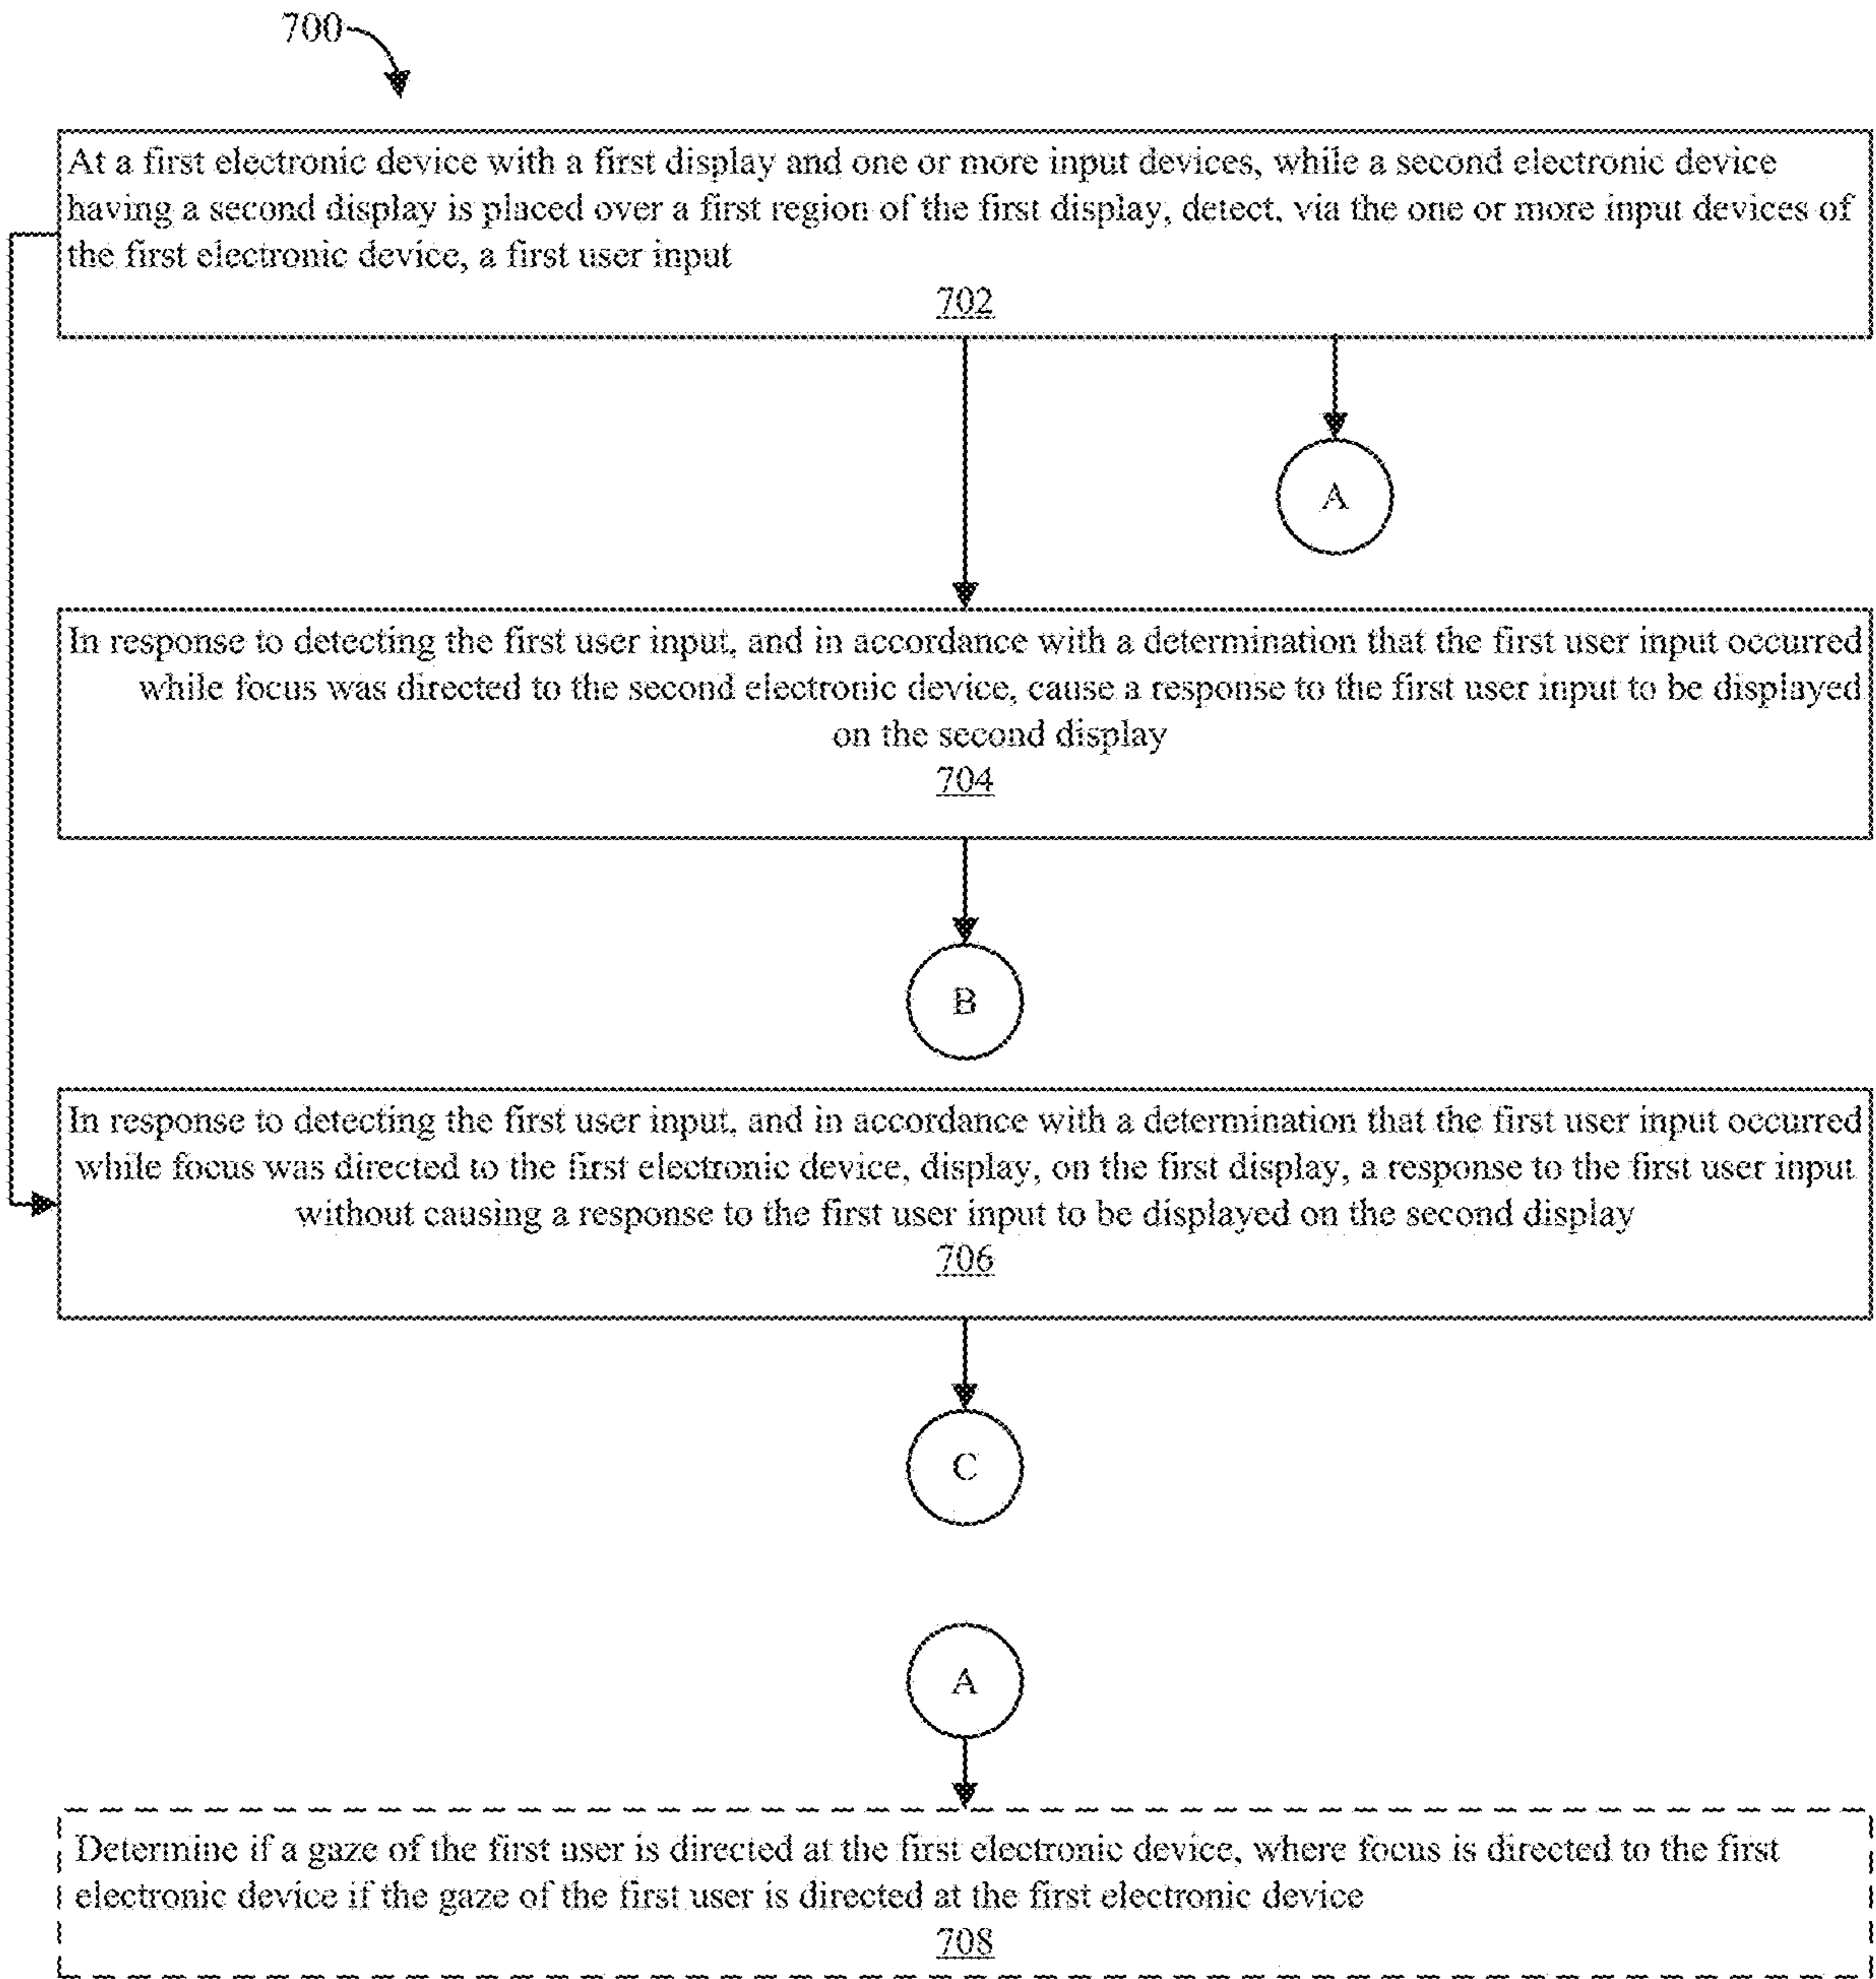 700
At a first electronic device with a first display and one or more input devices, while a second electronic device
having a second display is placed over a first region of the first display, detect, via the one or more input devices of
the first electronic device, a first user input
702
A
In response to detecting the first user input, and in accordance with a determination that the first user input occurred
while focus was directed to the second electronic device, cause a response to the first user input to be displayed
on the second display
704
B
In response to detecting the first user input, and in accordance with a determination that the first user input occurred
while focus was directed to the first electronic device, display, on the first display, a response to the first user input
without causing a response to the first user input to be displayed on the second display
706
C
A
Determine if a gaze of the first user is directed at the first electronic device, where focus is directed to the first
electronic device if the gaze of the first user is directed at the first electronic device
708